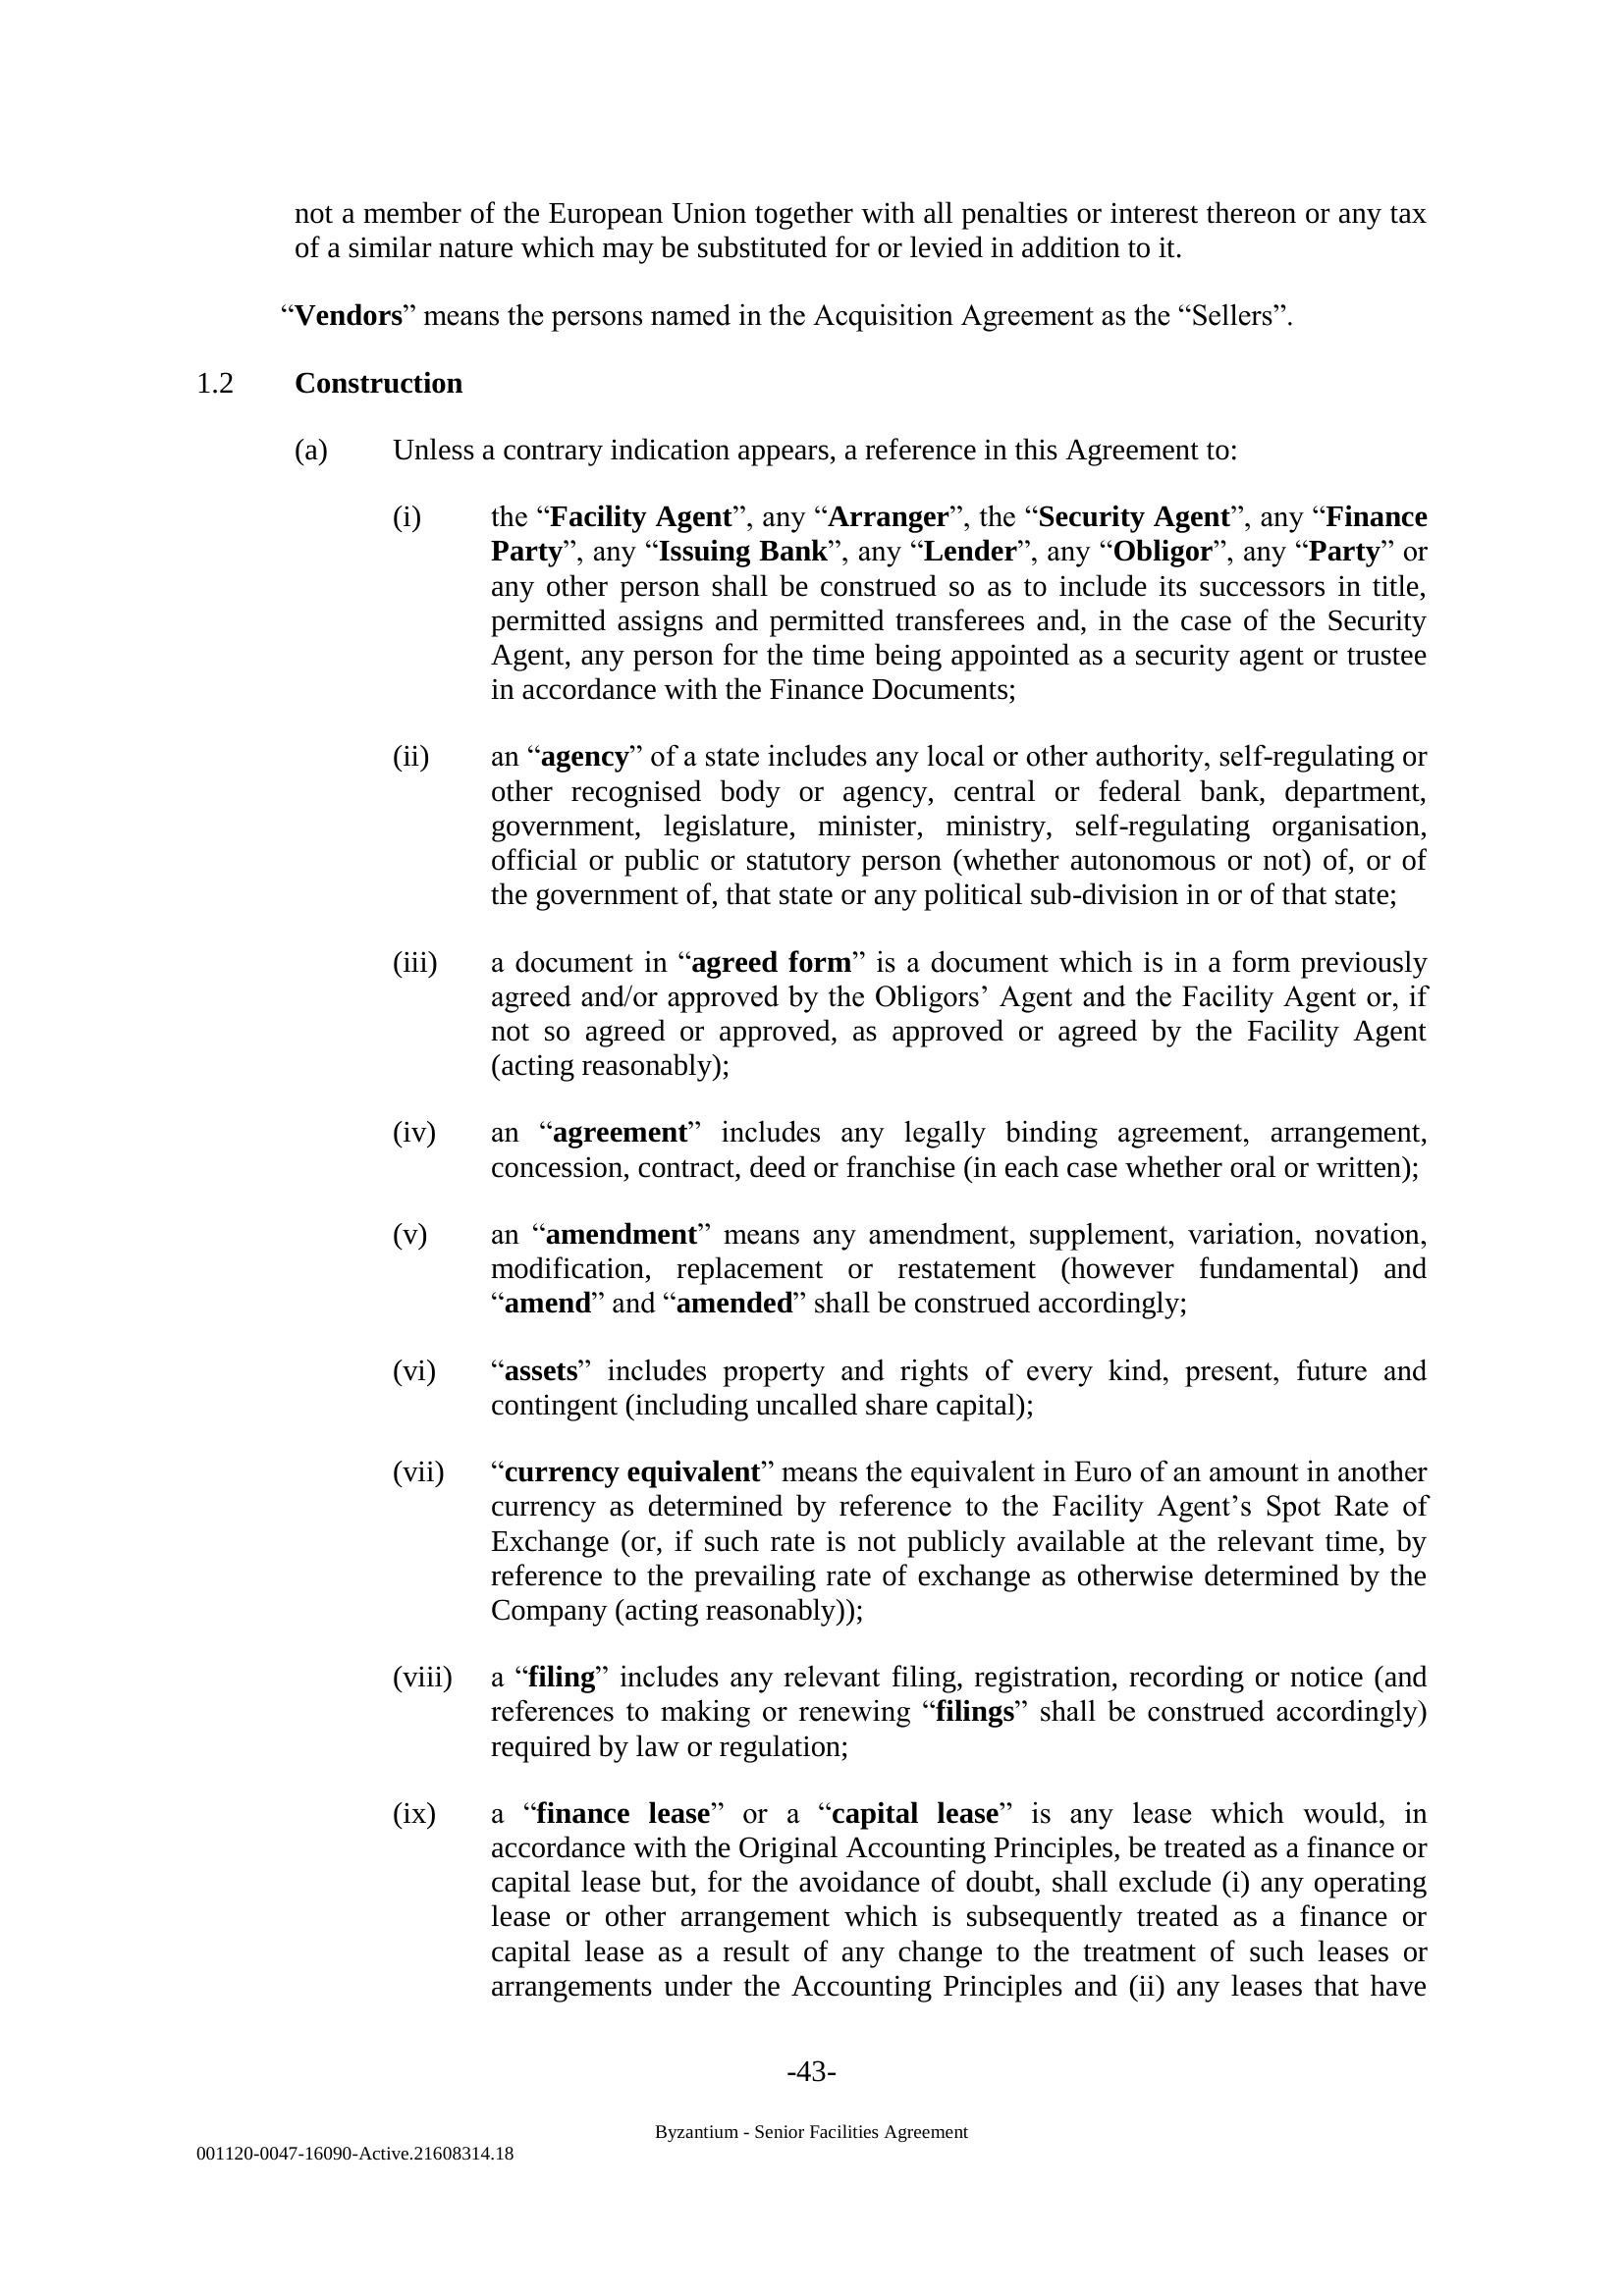 not a member of the European Union together with all penalties or interest thereon or any tax
of a similar nature which may be substituted for or levied in addition to it.
“Vendors” means the persons named in the Acquisition Agreement as the “Sellers”.
1.2 Construction
(a) Unless a contrary indication appears, a reference in this Agreement to:
(i) the “Facility Agent”, any “Arranger”, the “Security Agent”, any “Finance
Party”, any “Issuing Bank”, any “Lender”, any “Obligor”, any “Party” or
any other person shall be construed so as to include its successors in title,
permitted assigns and permitted transferees and, in the case of the Security
Agent, any person for the time being appointed as a security agent or trustee
in accordance with the Finance Documents;
(ii) an “agency” of a state includes any local or other authority, self-regulating or
other recognised body or agency, central or federal bank, department,
government, legislature, minister, ministry, self-regulating organisation,
official or public or statutory person (whether autonomous or not) of, or of
the government of, that state or any political sub-division in or of that state;
(iii) a document in “agreed form” is a document which is in a form previously
agreed and/or approved by the Obligors’ Agent and the Facility Agent or, if
not so agreed or approved, as approved or agreed by the Facility Agent
(acting reasonably);
(iv) an “agreement” includes any legally binding agreement, arrangement,
concession, contract, deed or franchise (in each case whether oral or written);
(v) an “amendment” means any amendment, supplement, variation, novation,
modification, replacement or restatement (however fundamental) and
“amend” and “amended” shall be construed accordingly;
(vi) “assets” includes property and rights of every kind, present, future and
contingent (including uncalled share capital);
(vii) “currency equivalent” means the equivalent in Euro of an amount in another
currency as determined by reference to the Facility Agent’s Spot Rate of
Exchange (or, if such rate is not publicly available at the relevant time, by
reference to the prevailing rate of exchange as otherwise determined by the
Company (acting reasonably));
(viii) a “filing” includes any relevant filing, registration, recording or notice (and
references to making or renewing “filings” shall be construed accordingly)
required by law or regulation;
(ix) a “finance lease” or a “capital lease” is any lease which would, in
accordance with the Original Accounting Principles, be treated as a finance or
capital lease but, for the avoidance of doubt, shall exclude (i) any operating
lease or other arrangement which is subsequently treated as a finance or
capital lease as a result of any change to the treatment of such leases or
arrangements under the Accounting Principles and (ii) any leases that have
-43-
Byzantium - Senior Facilities Agreement
001120-0047-16090-Active.21608314.18